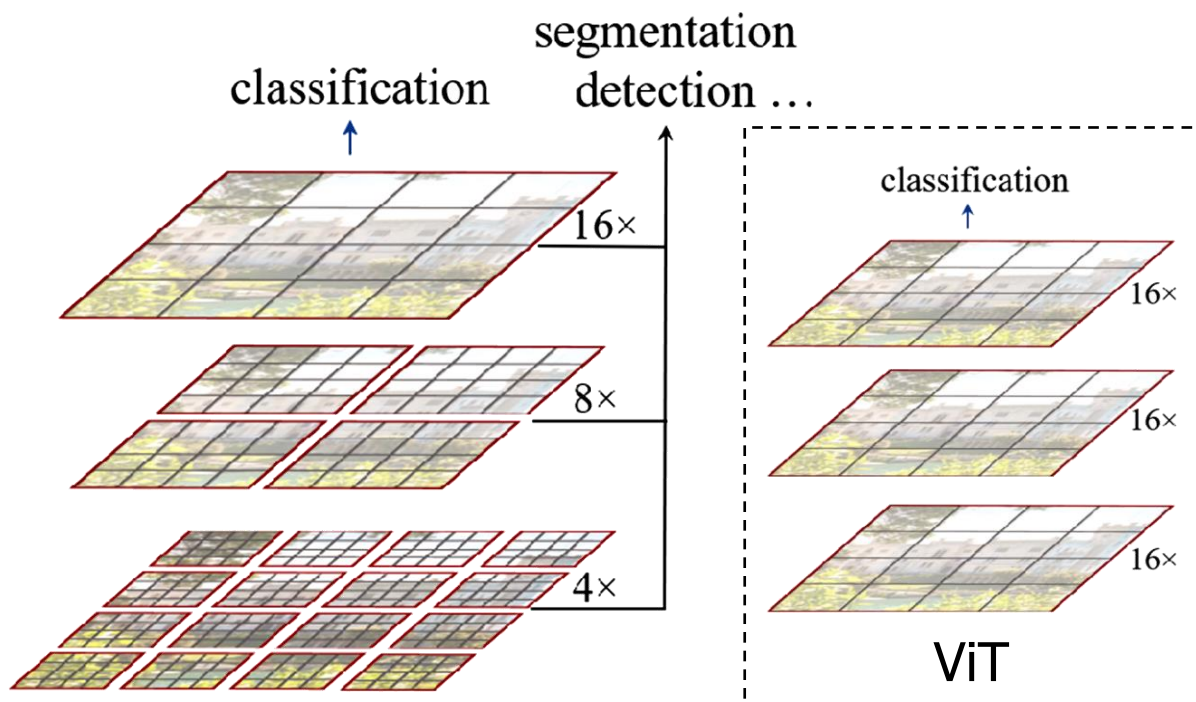 segmentation
classification
detection ...
16×
8×
4×
classification
16×
16×
16×
ViT